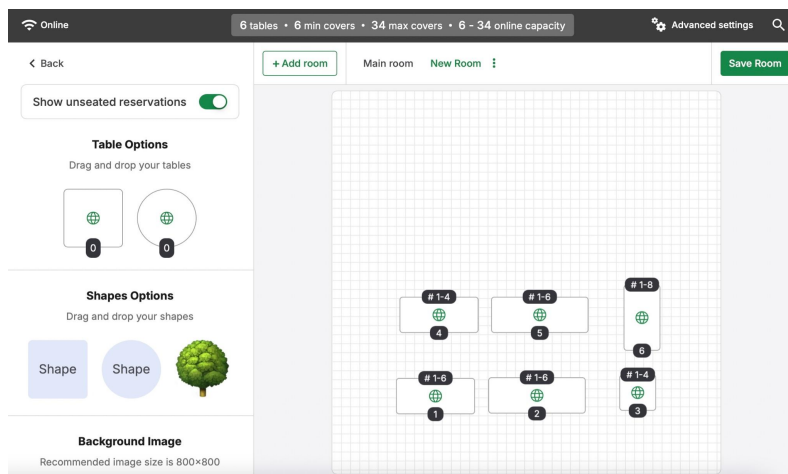 Online
6 tables • 6 min covers • 34 max covers • 6 - 34 online capacity
Advanced settings
Back
+ Add room
Main room
New Room
Save Room
Show unseated reservations
Table Options
Drag and drop your tables
0
0
Shapes Options
Drag and drop your shapes
Shape
Shape
Background Image
Recommended image size is 800×800
# 1-4
4
# 1-6
5
# 1-8
6
# 1-6
1
# 1-6
2
# 1-4
3